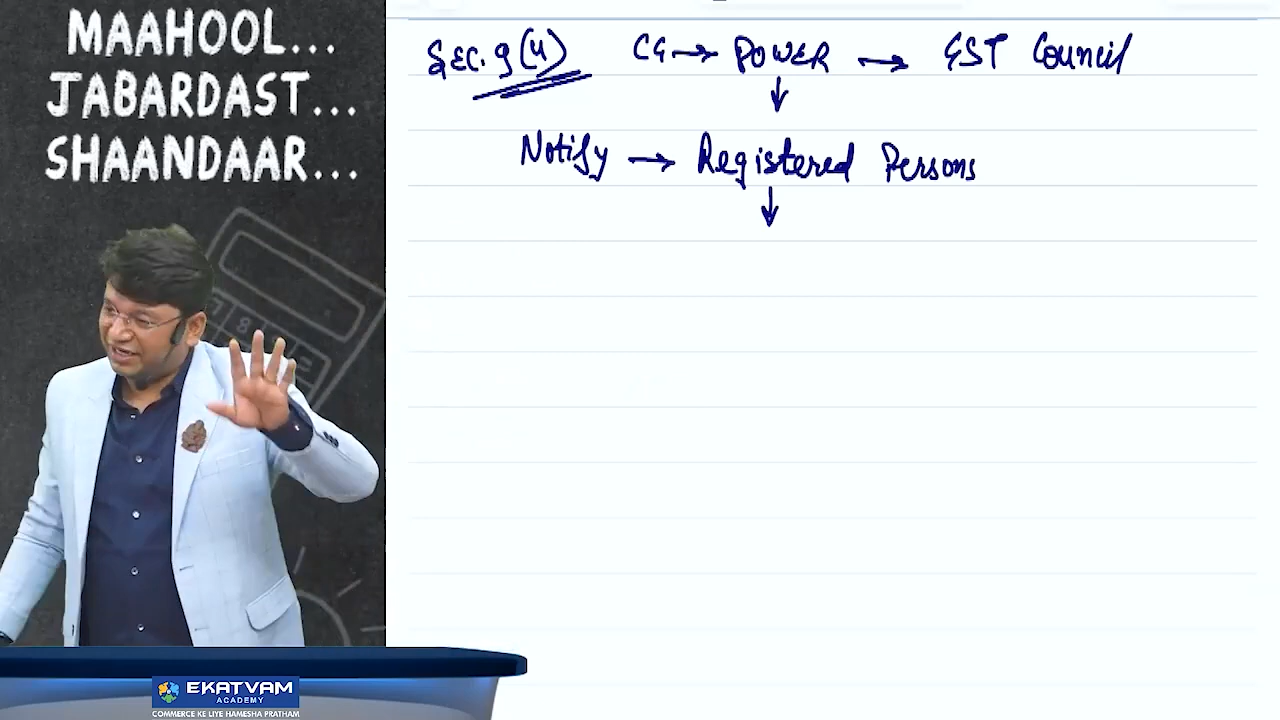 MAAHOOL...
JABARDAST...
SHAANDAAR...
Sec. 9(4) CG → POWER → GST Council
↓
Notify → Registered Persons
↓
EKATVAM
ACADEMY
COMMERCE KE LIYE HAMESHA PRATHAM